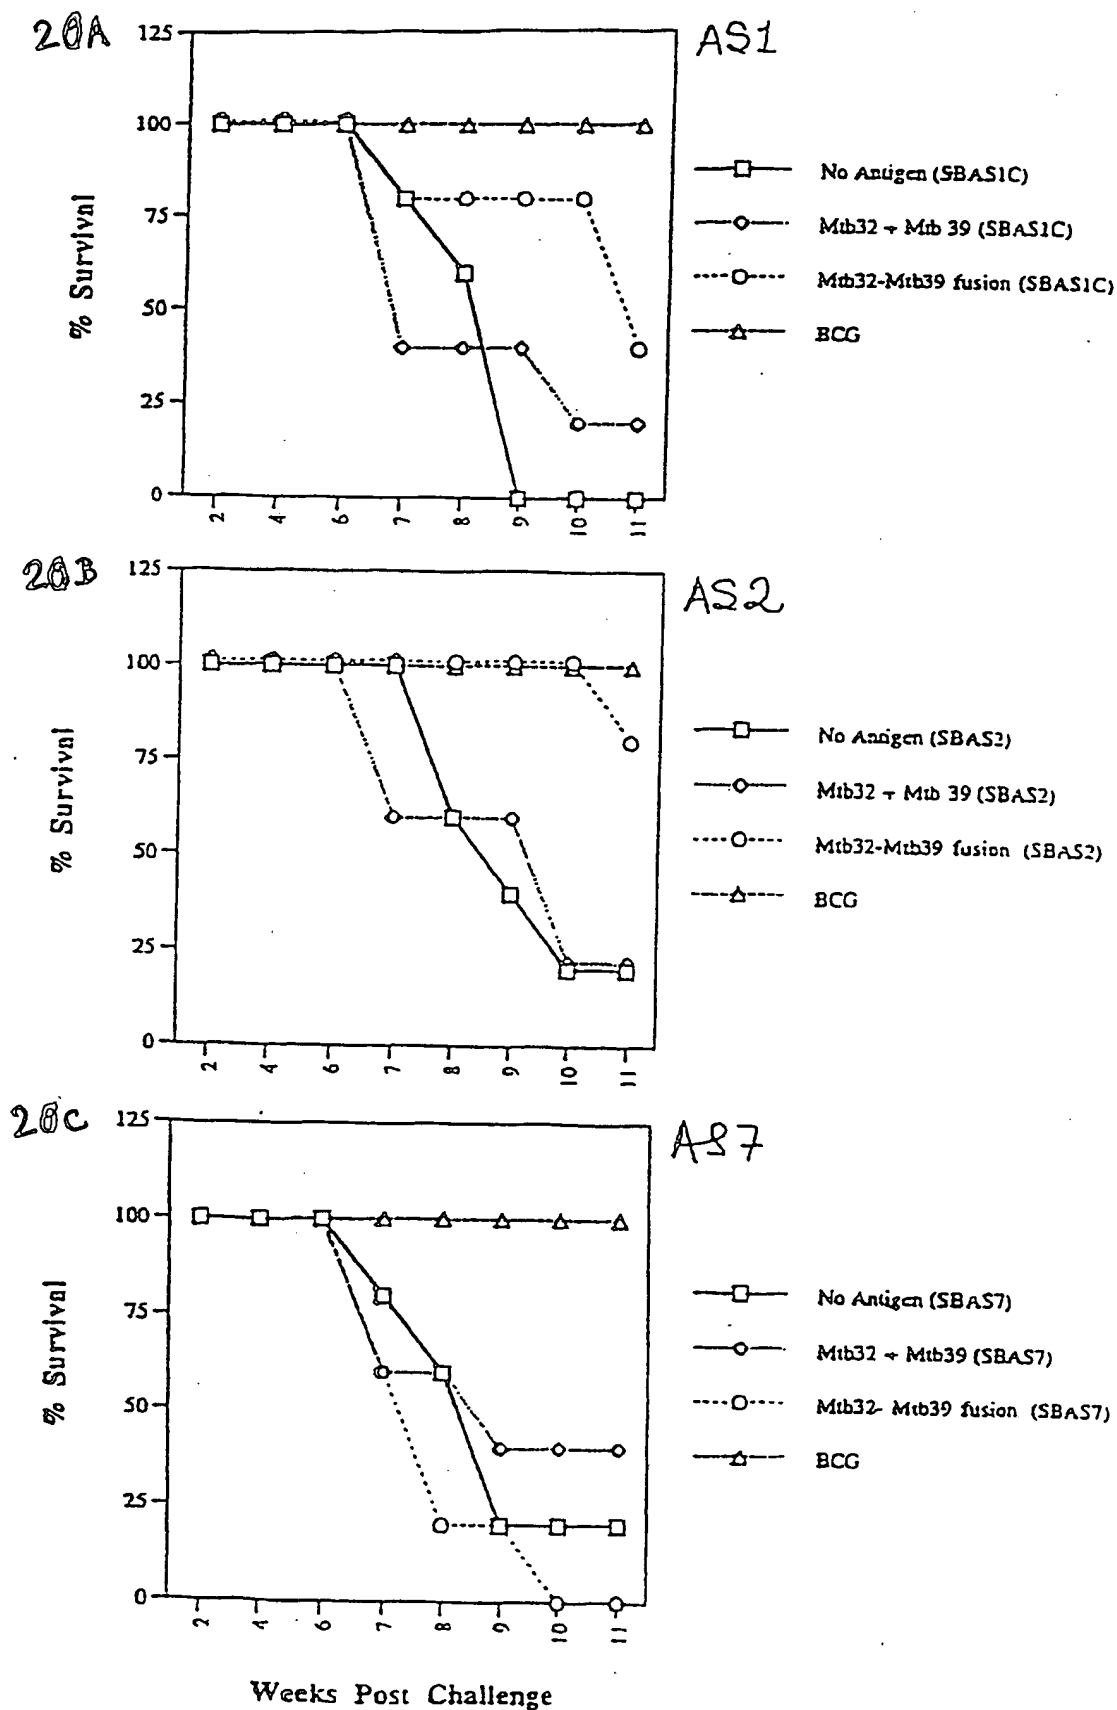 20A
AS1
125
100
75
50
25
0
% Survival
2 4 6 7 8 9 10 11
No Antigen (SBAS1C)
Mtb32 + Mtb 39 (SBAS1C)
Mtb32-Mtb39 fusion (SBAS1C)
BCG
20B
AS2
125
100
75
50
25
0
% Survival
2 4 6 7 8 9 10 11
No Antigen (SBAS2)
Mtb32 + Mtb 39 (SBAS2)
Mtb32-Mtb39 fusion (SBAS2)
BCG
20C
AS7
125
100
75
50
25
0
% Survival
2 4 6 7 8 9 10 11
No Antigen (SBAS7)
Mtb32 + Mtb39 (SBAS7)
Mtb32- Mtb39 fusion (SBAS7)
BCG
Weeks Post Challenge